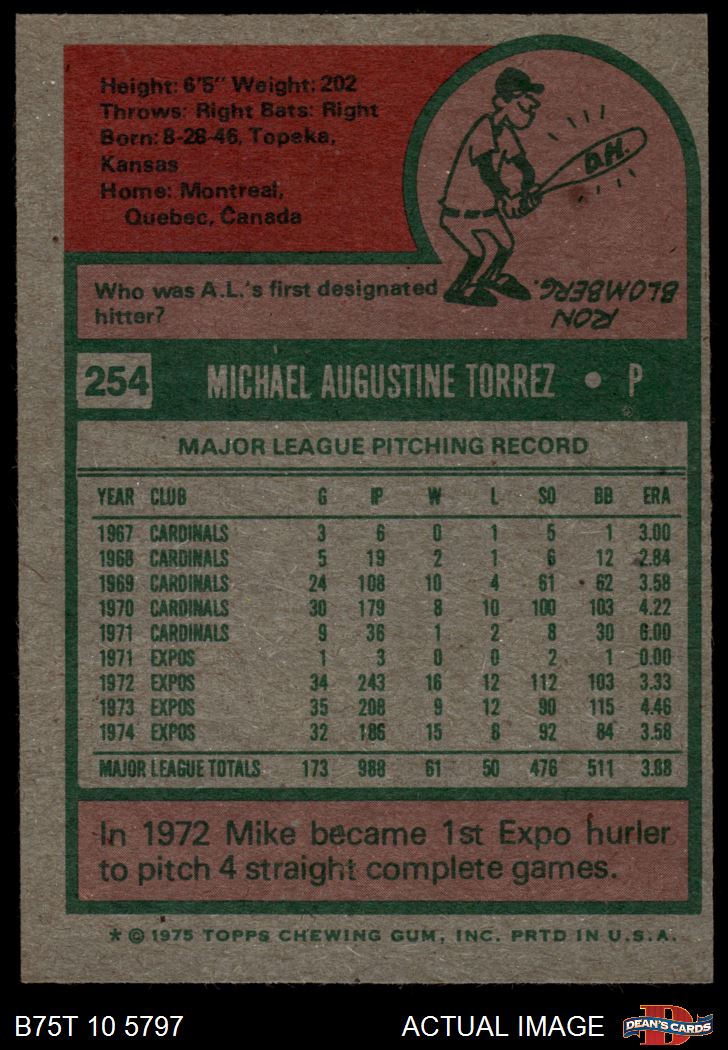 Height: 6'5" Weight: 202
Throws: Right Bats: Right
Born: 8-28-46, Topeka,
Kansas
Home: Montreal,
Quebec, Canada
D.H.
Who was A.L.'s first designated
hitter?
RON
BLOMBERG.
254 MICHAEL AUGUSTINE TORREZ • P
MAJOR LEAGUE PITCHING RECORD
YEAR CLUB G IP W L SO BB ERA
1967 CARDINALS 3 6 0 1 5 1 3.00
1968 CARDINALS 5 19 2 1 6 12 2.84
1969 CARDINALS 24 108 10 4 61 62 3.58
1970 CARDINALS 30 179 8 10 100 103 4.22
1971 CARDINALS 9 36 1 2 8 30 6.00
1971 EXPOS 1 3 0 0 2 1 0.00
1972 EXPOS 34 243 16 12 112 103 3.33
1973 EXPOS 35 208 9 12 90 115 4.46
1974 EXPOS 32 186 15 8 92 84 3.58
MAJOR LEAGUE TOTALS 173 988 61 50 476 511 3.88
In 1972 Mike became 1st Expo hurler
to pitch 4 straight complete games.
* © 1975 TOPPS CHEWING GUM, INC. PRTD IN U.S.A.
B75T 10 5797 ACTUAL IMAGE D DEAN'S CARDS